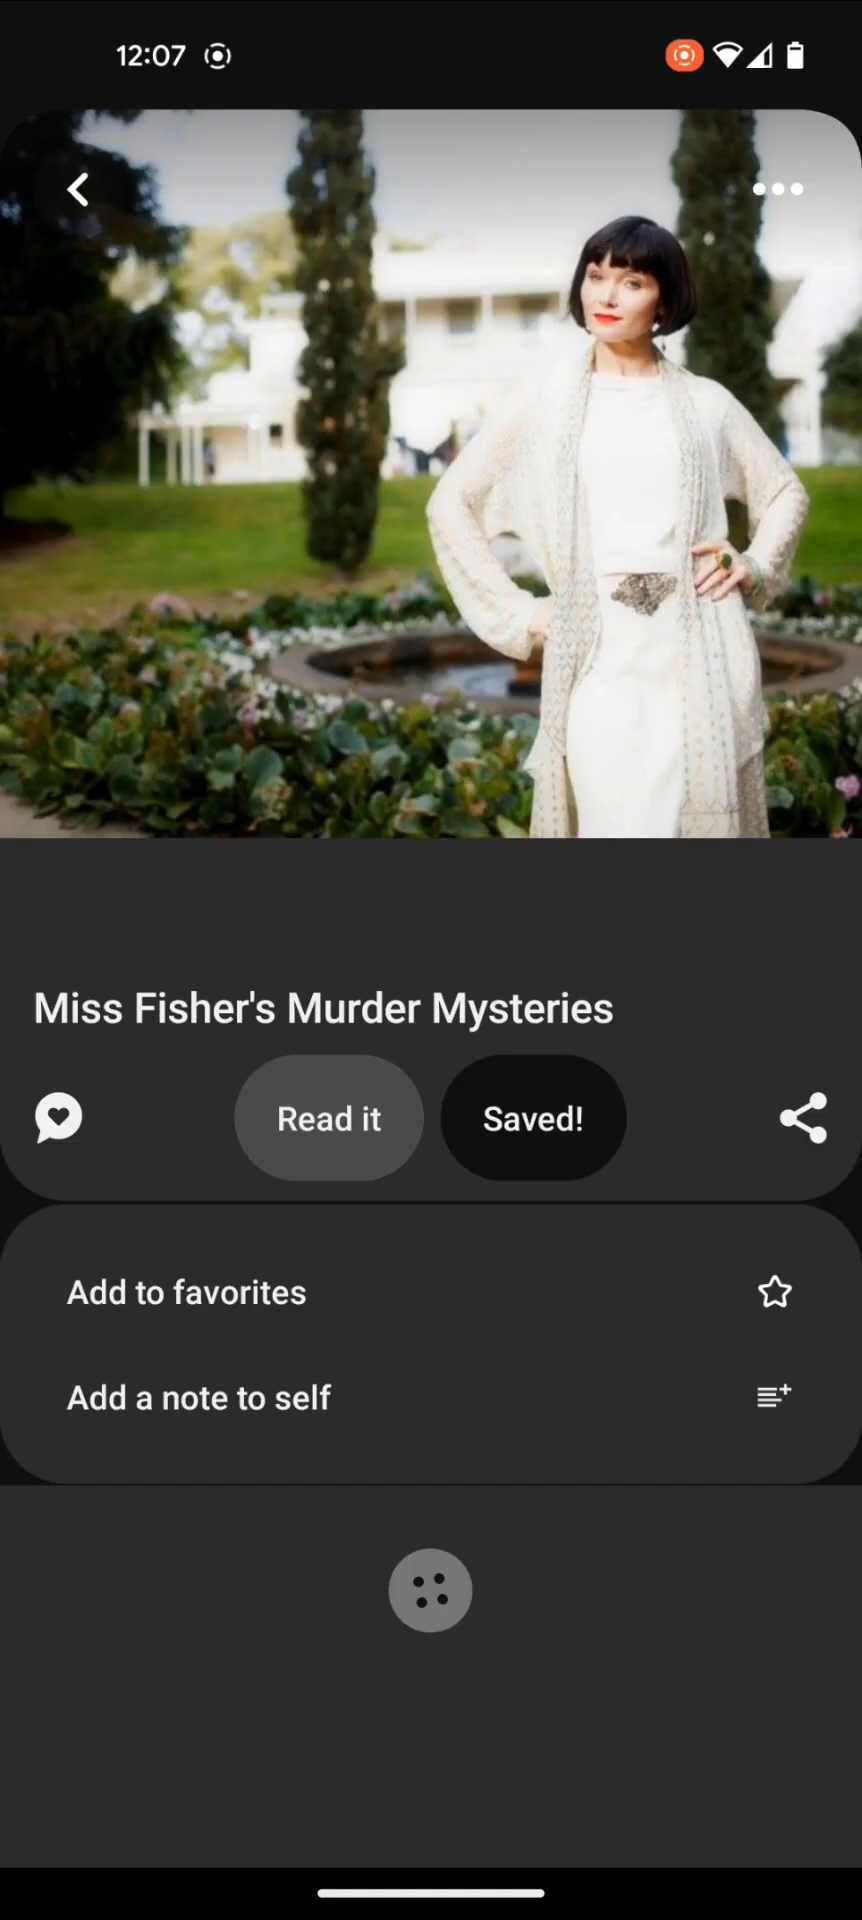 12:07
Miss Fisher's Murder Mysteries
Read it
Saved!
Add to favorites
Add a note to self